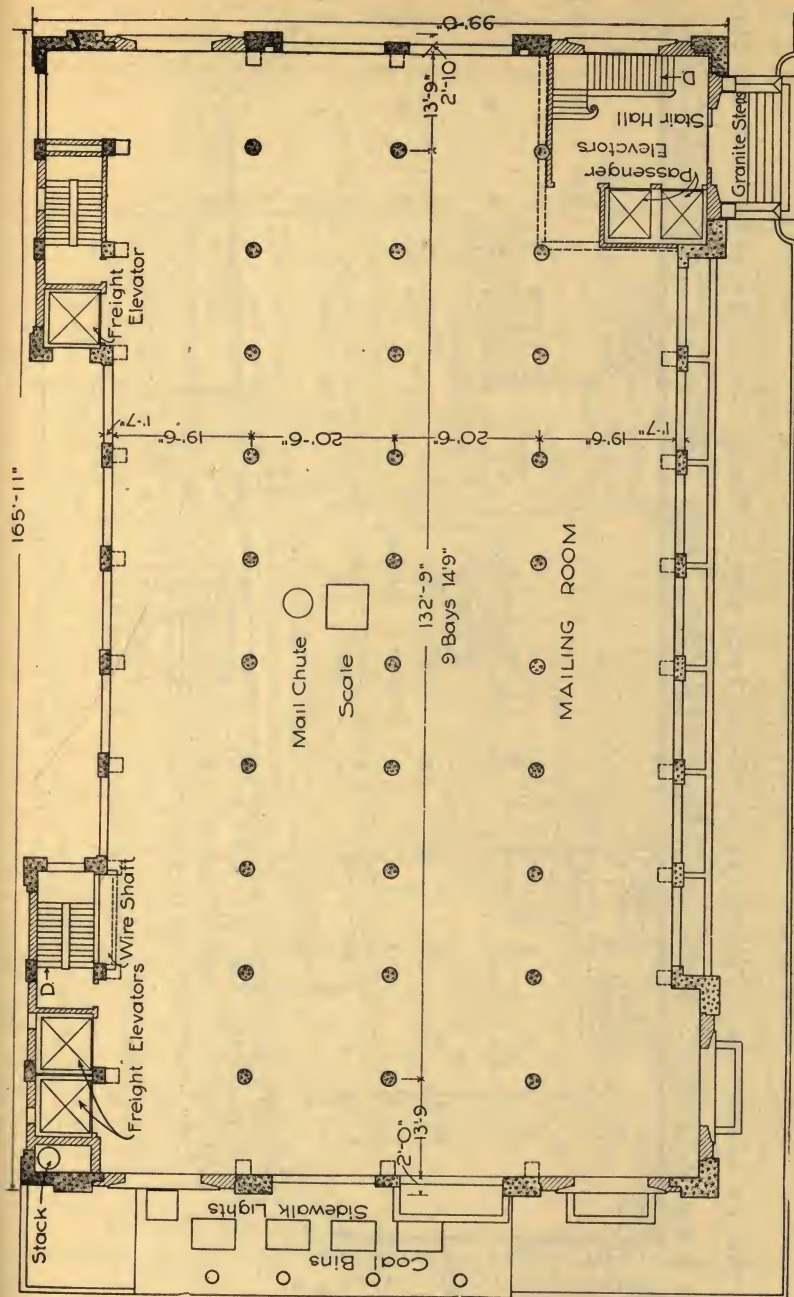 165'-11"
99'-0"
13'-9"
2'-10"
D.
Stair Hall
Passenger
Elevators
Granite Steps
Freight
Elevator
1'-7"
19'-6"
20'-6"
20'-6"
19'-6"
1'-7"
132'-9"
9 Bays 14'9"
Mail Chute
Scale
MAILING ROOM
Wire Shaft
D.
Freight Elevators
Stack
2'-0"
13'-9
Sidewalk Lights
Coal Bins